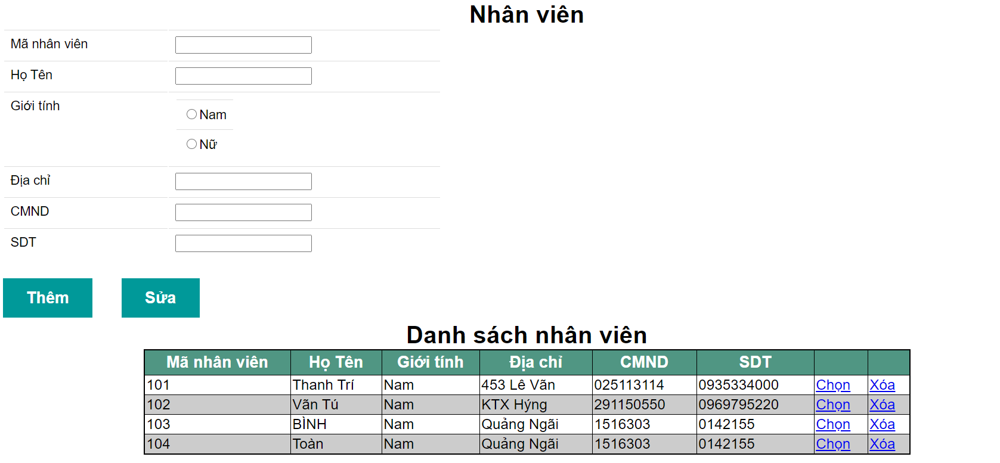 Nhân viên
Mã nhân viên
Họ Tên
Giới tính
Nam
Nữ
Địa chỉ
CMND
SDT
Thêm Sửa
Danh sách nhân viên
Mã nhân viên Họ Tên Giới tính Địa chỉ CMND SDT
101 Thanh Trí Nam 453 Lê Vãn 025113114 0935334000 Chọn Xóa
102 Vãn Tú Nam KTX Hýng 291150550 0969795220 Chọn Xóa
103 BÌNH Nam Quảng Ngãi 1516303 0142155 Chọn Xóa
104 Toàn Nam Quảng Ngãi 1516303 0142155 Chọn Xóa